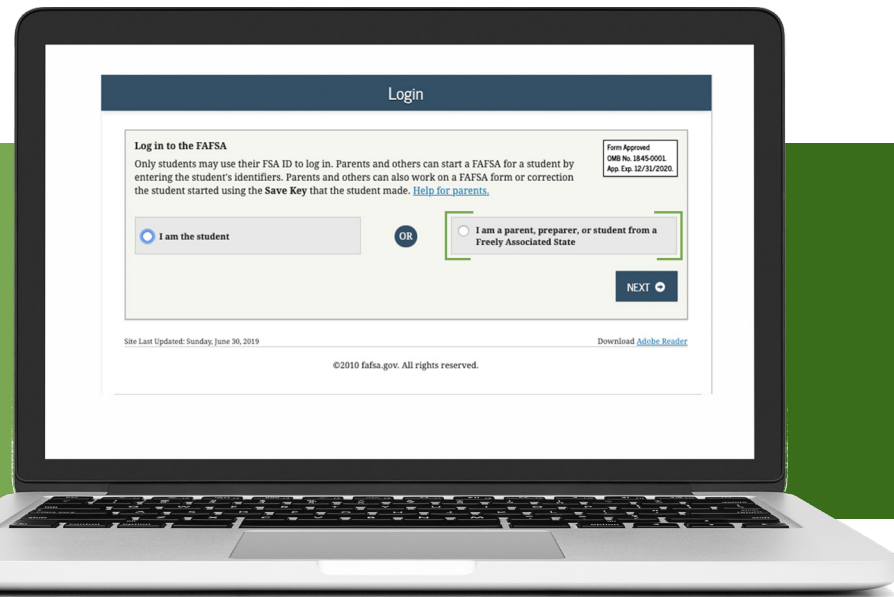 Login
Log in to the FAFSA
Only students may use their FSA ID to log in. Parents and others can start a FAFSA for a student by
entering the student's identifiers. Parents and others can also work on a FAFSA form or correction
the student started using the Save Key that the student made. Help for parents.
Form Approved
OMB No. 1845-0001.
App. Exp. 12/31/2020.
I am the student
OR
I am a parent, preparer, or student from a
Freely Associated State
NEXT
Site Last Updated: Sunday, June 30, 2019
Download Adobe Reader
©2010 fafsa.gov. All rights reserved.